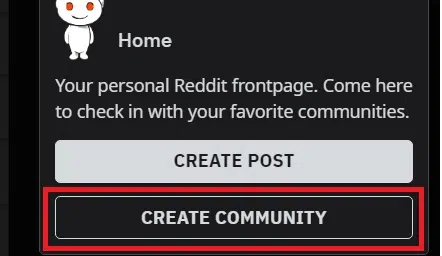 Home
Your personal Reddit frontpage. Come here
to check in with your favorite communities.
CREATE POST
CREATE COMMUNITY